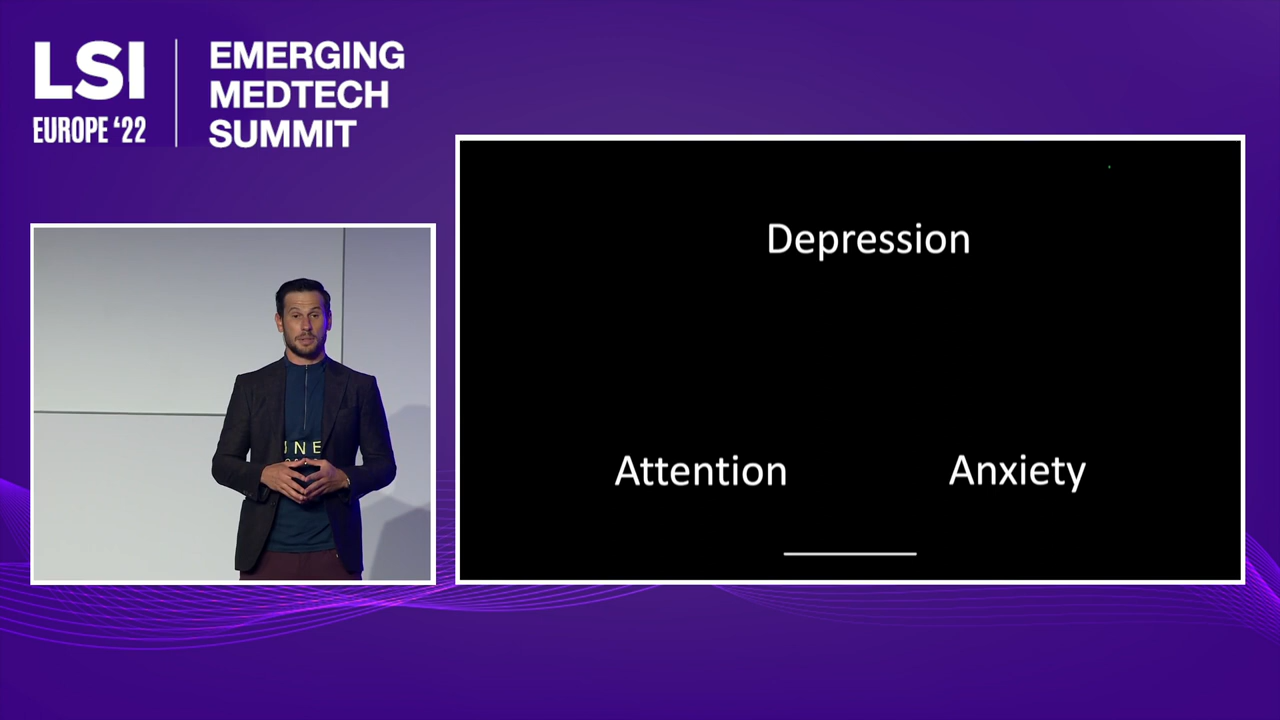 LSI
EUROPE ‘22
EMERGING
MEDTECH
SUMMIT
Depression
Attention
Anxiety